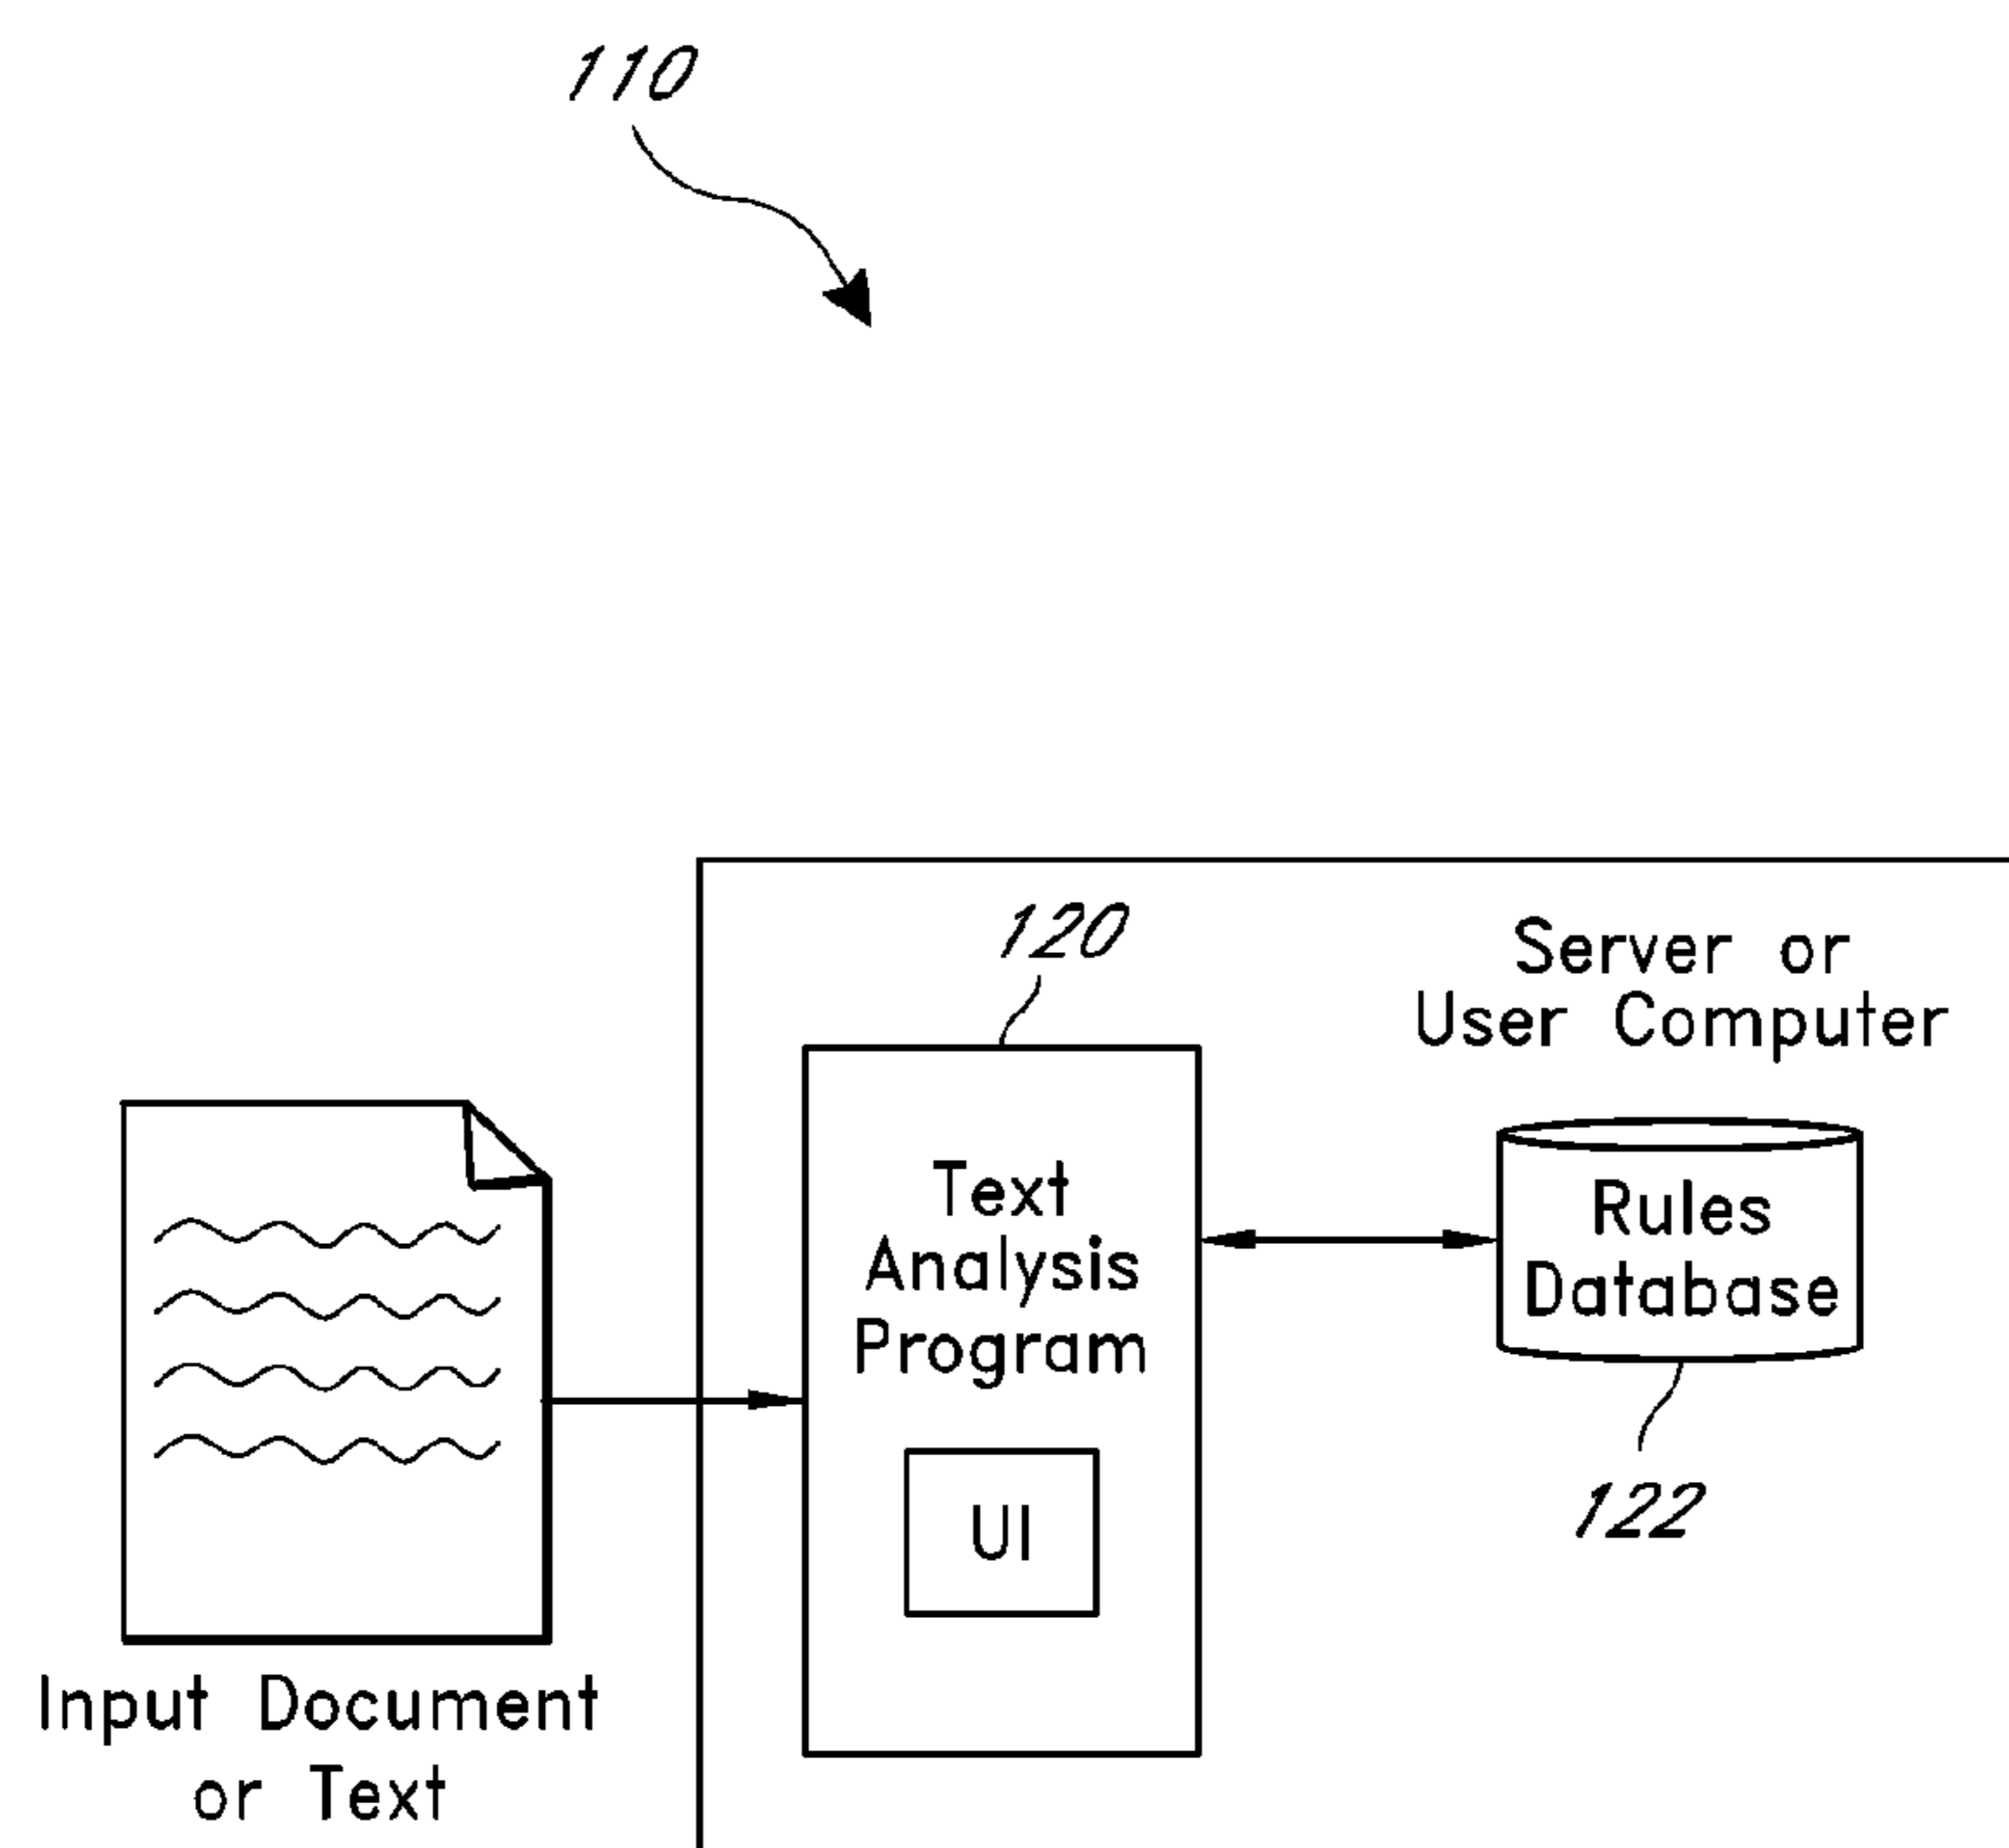 110
120
Server or
User Computer
Text
Analysis
Program
UI
Rules
Database
122
Input Document
or Text